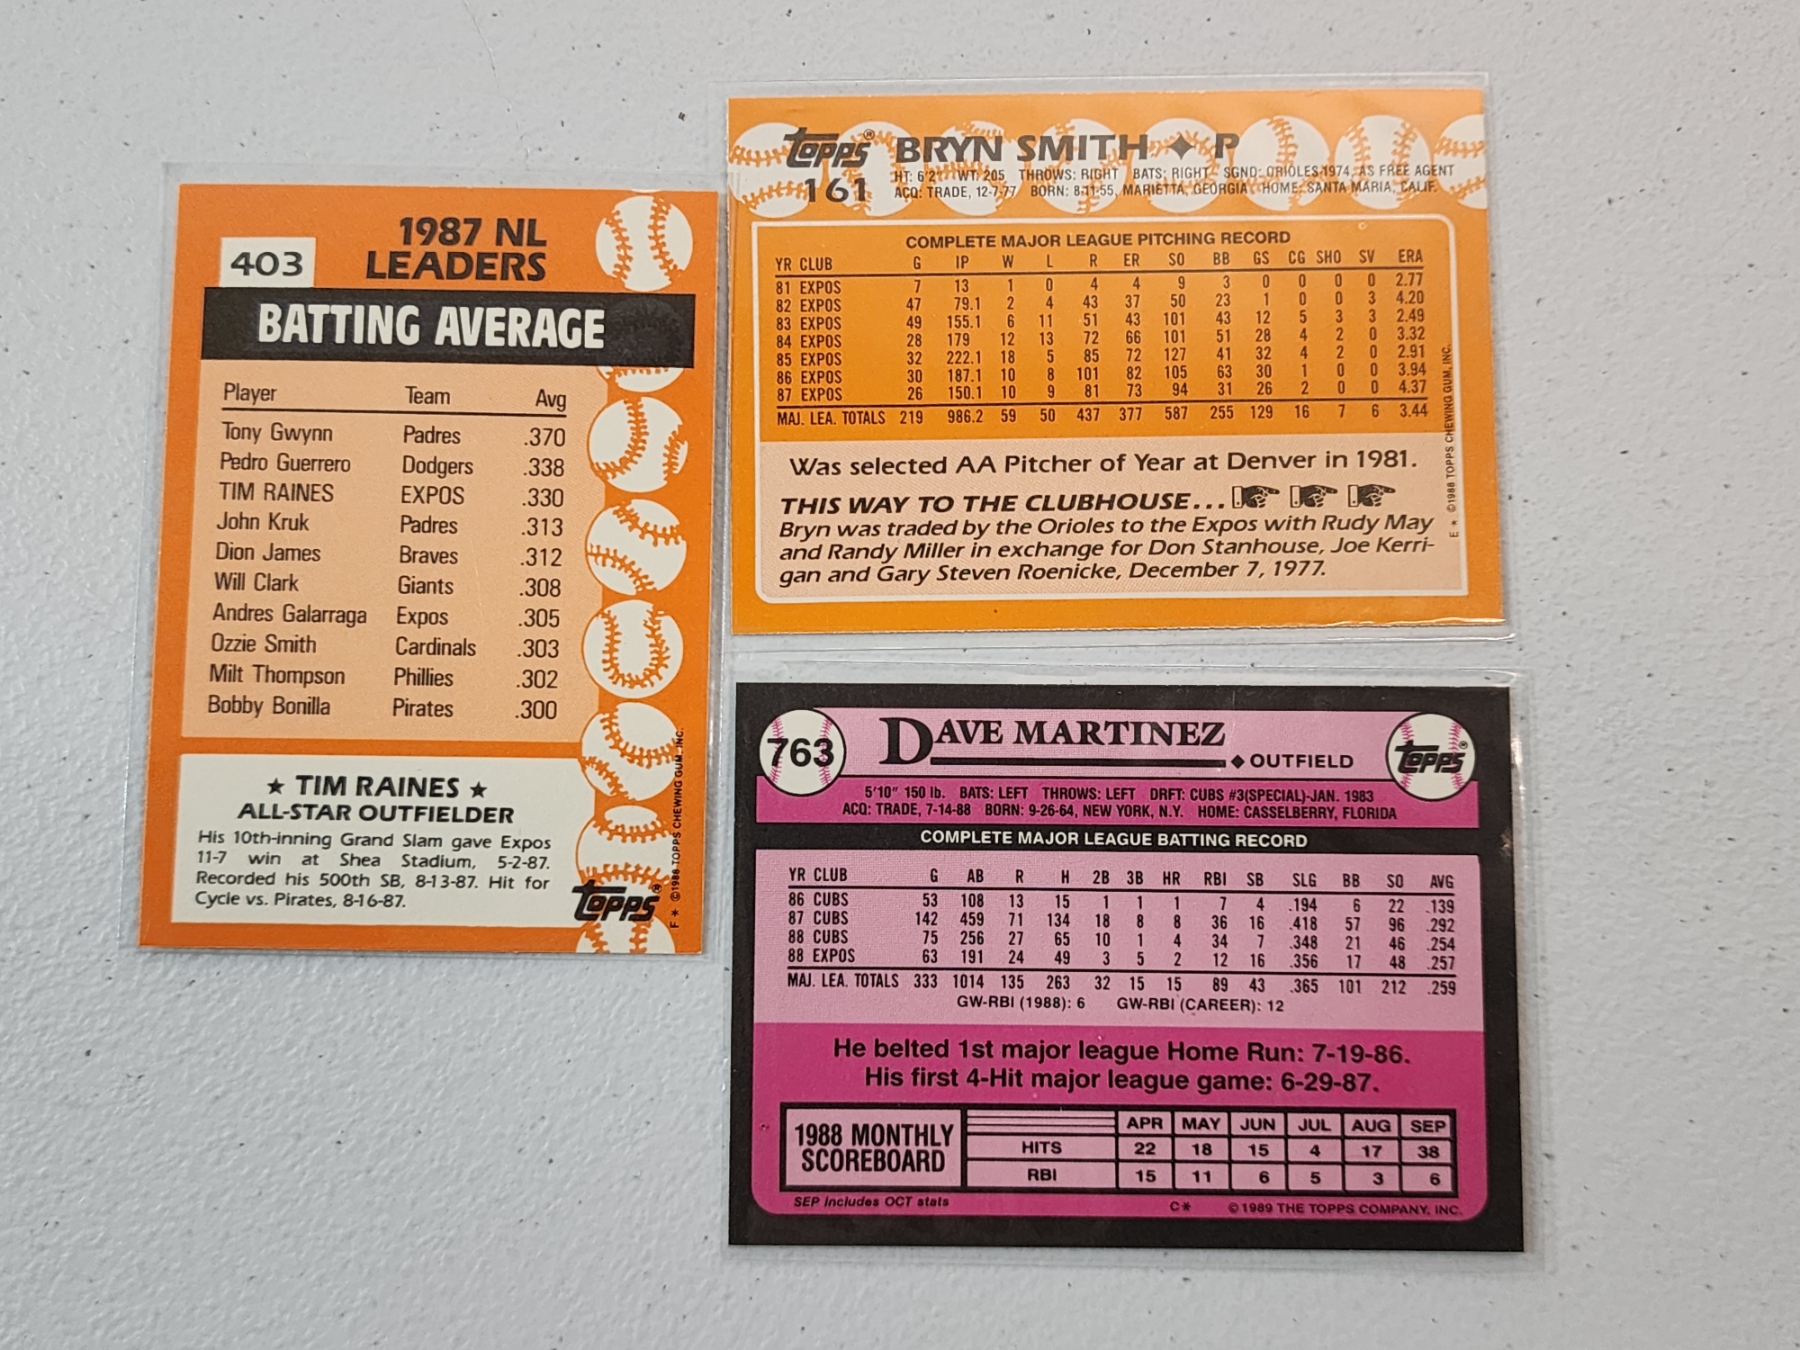 1987 NL
LEADERS
403
BATTING AVERAGE
Player Team Avg
Tony Gwynn Padres .370
Pedro Guerrero Dodgers .338
TIM RAINES EXPOS .330
John Kruk Padres .313
Dion James Braves .312
Will Clark Giants .308
Andres Galarraga Expos .305
Ozzie Smith Cardinals .303
Milt Thompson Phillies .302
Bobby Bonilla Pirates .300
★ TIM RAINES ★
ALL-STAR OUTFIELDER
His 10th-inning Grand Slam gave Expos
11-7 win at Shea Stadium, 5-2-87.
Recorded his 500th SB, 8-13-87. Hit for
Cycle vs. Pirates, 8-16-87.
Topps®
F * ©1988 TOPPS CHEWING GUM, INC.
Topps® BRYN SMITH ✦ P
161
HT: 6'2" WT: 205 THROWS: RIGHT BATS: RIGHT SGND: ORIOLES 1974, AS FREE AGENT
ACQ: TRADE, 12-7-77 BORN: 8-11-55, MARIETTA, GEORGIA HOME: SANTA MARIA, CALIF.
COMPLETE MAJOR LEAGUE PITCHING RECORD
YR CLUB G IP W L R ER SO BB GS CG SHO SV ERA
81 EXPOS 7 13 1 0 4 4 9 3 0 0 0 0 2.77
82 EXPOS 47 79.1 2 4 43 37 50 23 1 0 0 3 4.20
83 EXPOS 49 155.1 6 11 51 43 101 43 12 5 3 3 2.49
84 EXPOS 28 179 12 13 72 66 101 51 28 4 2 0 3.32
85 EXPOS 32 222.1 18 5 85 72 127 41 32 4 2 0 2.91
86 EXPOS 30 187.1 10 8 101 82 105 63 30 1 0 0 3.94
87 EXPOS 26 150.1 10 9 81 73 94 31 26 2 0 0 4.37
MAJ. LEA. TOTALS 219 986.2 59 50 437 377 587 255 129 16 7 6 3.44
Was selected AA Pitcher of Year at Denver in 1981.
THIS WAY TO THE CLUBHOUSE...
Bryn was traded by the Orioles to the Expos with Rudy May
and Randy Miller in exchange for Don Stanhouse, Joe Kerri-
gan and Gary Steven Roenicke, December 7, 1977.
E * ©1988 TOPPS CHEWING GUM, INC.
763 DAVE MARTINEZ
◆ OUTFIELD
Topps®
5'10" 150 lb. BATS: LEFT THROWS: LEFT DRFT: CUBS #3(SPECIAL)-JAN. 1983
ACQ: TRADE, 7-14-88 BORN: 9-26-64, NEW YORK, N.Y. HOME: CASSELBERRY, FLORIDA
COMPLETE MAJOR LEAGUE BATTING RECORD
YR CLUB G AB R H 2B 3B HR RBI SB SLG BB SO AVG
86 CUBS 53 108 13 15 1 1 1 7 4 .194 6 22 .139
87 CUBS 142 459 71 134 18 8 8 36 16 .418 57 96 .292
88 CUBS 75 256 27 65 10 1 4 34 7 .348 21 46 .254
88 EXPOS 63 191 24 49 3 5 2 12 16 .356 17 48 .257
MAJ. LEA. TOTALS 333 1014 135 263 32 15 15 89 43 .365 101 212 .259
GW-RBI (1988): 6 GW-RBI (CAREER): 12
He belted 1st major league Home Run: 7-19-86.
His first 4-Hit major league game: 6-29-87.
1988 MONTHLY
SCOREBOARD
APR MAY JUN JUL AUG SEP
HITS 22 18 15 4 17 38
RBI 15 11 6 5 3 6
SEP includes OCT stats
C* ©1989 THE TOPPS COMPANY, INC.